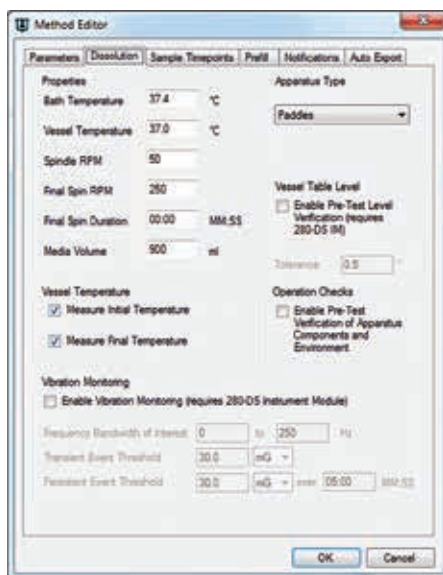 Method Editor
Parameters Dissolution Sample Timepoints Prefill Notifications Auto Export
Properties
Bath Temperature 37.4 °C
Vessel Temperature 37.0 °C
Spindle RPM 50
Final Spin RPM 250
Final Spin Duration 00:00 MM:SS
Media Volume 900 ml
Apparatus Type
Paddles
Vessel Table Level
Enable Pre-Test Level
Verification (requires
280-DS IM)
Tolerance 0.5 °
Vessel Temperature
Measure Initial Temperature
Measure Final Temperature
Operation Checks
Enable Pre-Test
Verification of Apparatus
Components and
Environment
Vibration Monitoring
Enable Vibration Monitoring (requires 280-DS Instrument Module)
Frequency Bandwidth of Interest 0 to 250 Hz
Transient Event Threshold 30.0 mG
Persistent Event Threshold 30.0 mG over 05:00 MM:SS
OK Cancel